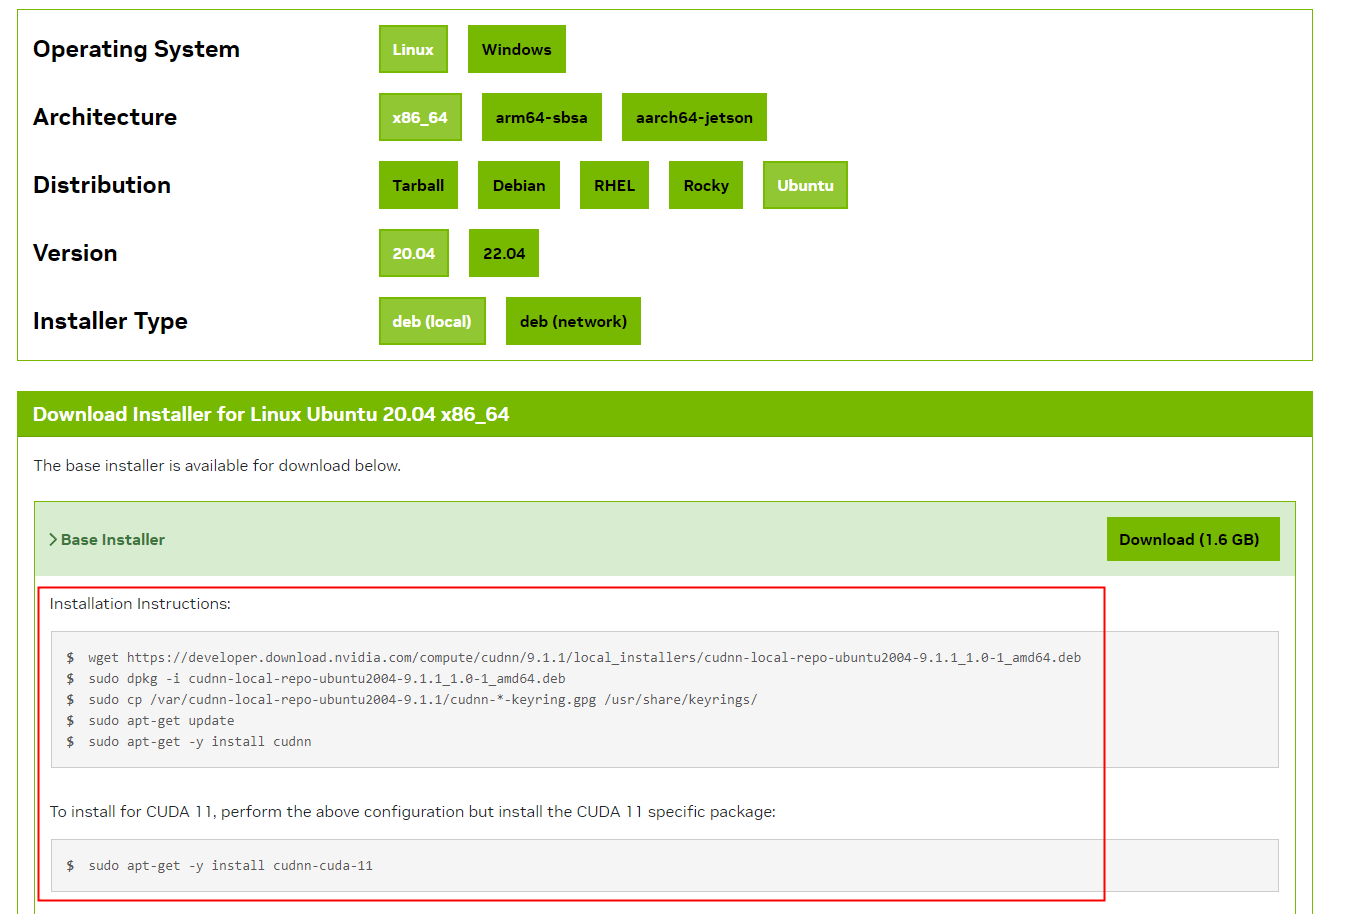 Operating System Linux Windows
Architecture x86_64 arm64-sbsa aarch64-jetson
Distribution Tarball Debian RHEL Rocky Ubuntu
Version 20.04 22.04
Installer Type deb (local) deb (network)
Download Installer for Linux Ubuntu 20.04 x86_64
The base installer is available for download below.
Base Installer Download (1.6 GB)
Installation Instructions:
$ wget https://developer.download.nvidia.com/compute/cudnn/9.1.1/local_installers/cudnn-local-repo-ubuntu2004-9.1.1_1.0-1_amd64.deb
$ sudo dpkg -i cudnn-local-repo-ubuntu2004-9.1.1_1.0-1_amd64.deb
$ sudo cp /var/cudnn-local-repo-ubuntu2004-9.1.1/cudnn-*-keyring.gpg /usr/share/keyrings/
$ sudo apt-get update
$ sudo apt-get -y install cudnn
To install for CUDA 11, perform the above configuration but install the CUDA 11 specific package:
$ sudo apt-get -y install cudnn-cuda-11